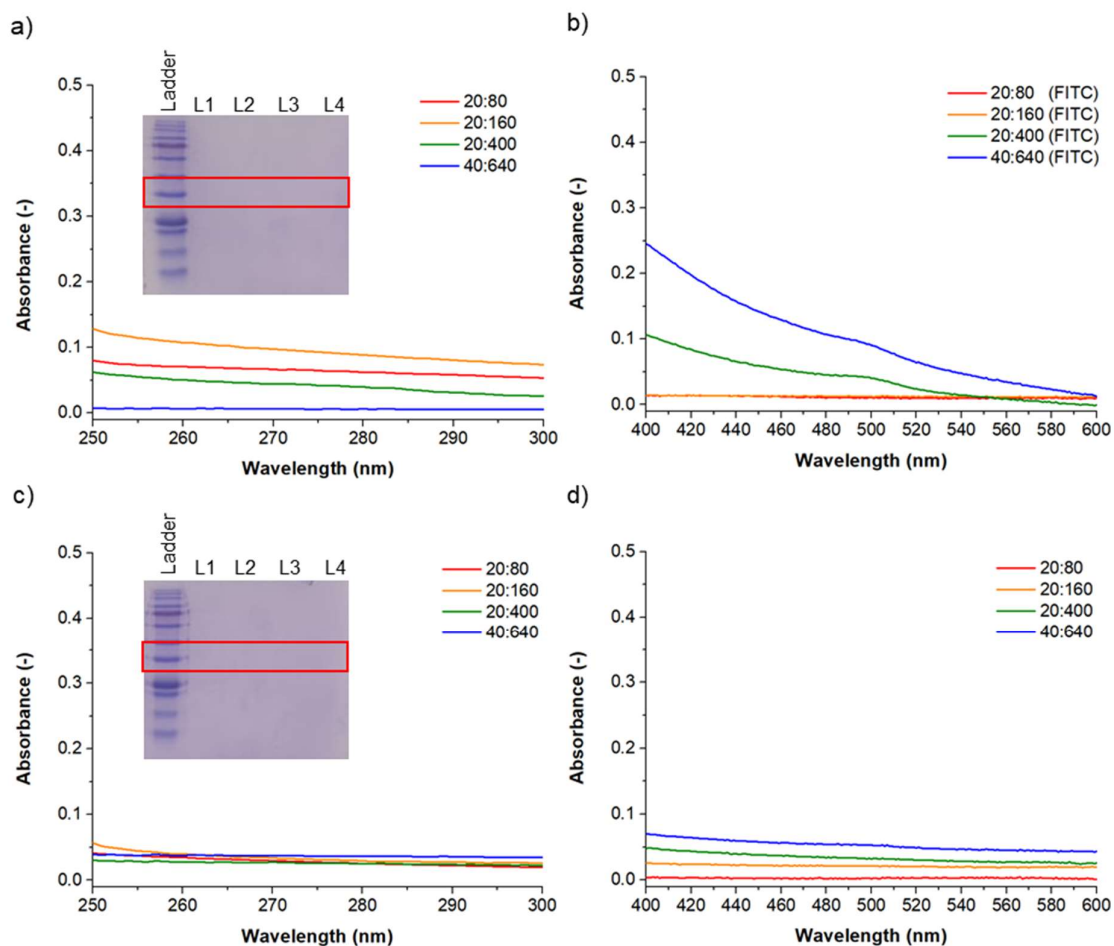 a)
0.5
0.4
0.3
0.2
0.1
0.0
Absorbance (-)
Ladder
L1 L2 L3 L4
20:80
20:160
20:400
40:640
250 260 270 280 290 300
Wavelength (nm)
b)
0.5
0.4
0.3
0.2
0.1
0.0
Absorbance (-)
20:80 (FITC)
20:160 (FITC)
20:400 (FITC)
40:640 (FITC)
400 420 440 460 480 500 520 540 560 580 600
Wavelength (nm)
c)
0.5
0.4
0.3
0.2
0.1
0.0
Absorbance (-)
Ladder
L1 L2 L3 L4
20:80
20:160
20:400
40:640
250 260 270 280 290 300
Wavelength (nm)
d)
0.5
0.4
0.3
0.2
0.1
0.0
Absorbance (-)
20:80
20:160
20:400
40:640
400 420 440 460 480 500 520 540 560 580 600
Wavelength (nm)